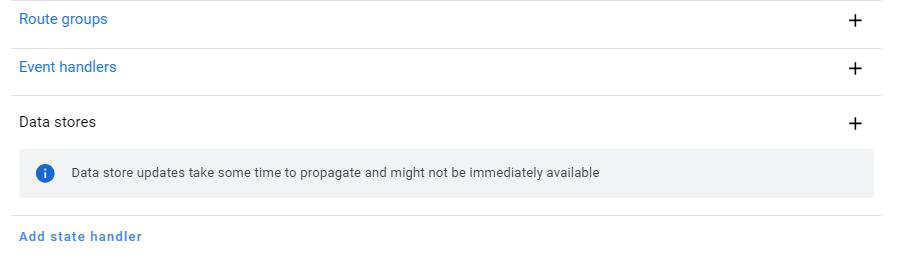 Route groups
Event handlers
Data stores
Data store updates take some time to propagate and might not be immediately available
Add state handler